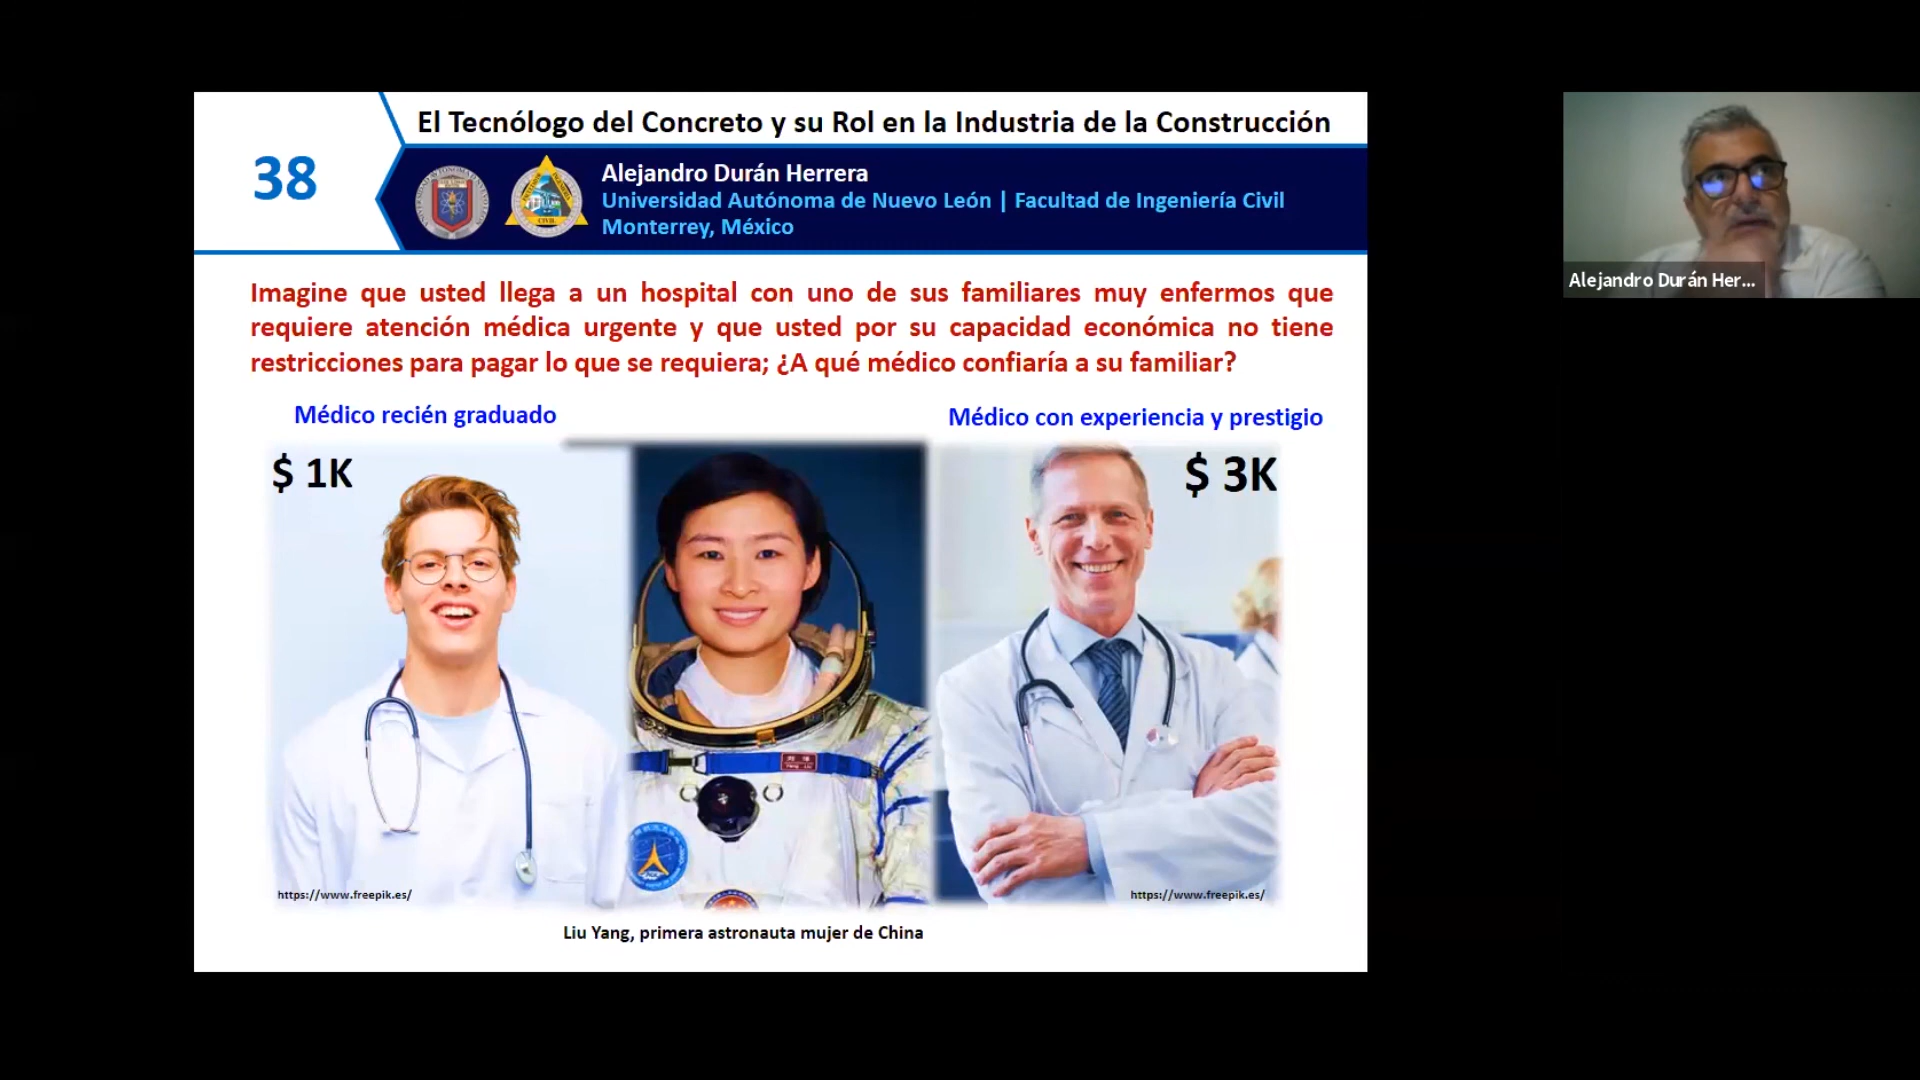 El Tecnólogo del Concreto y su Rol en la Industria de la Construcción
38
Alejandro Durán Herrera
Universidad Autónoma de Nuevo León | Facultad de Ingeniería Civil
Monterrey, México
Alejandro Durán Her...
Imagine que usted llega a un hospital con uno de sus familiares muy enfermos que
requiere atención médica urgente y que usted por su capacidad económica no tiene
restricciones para pagar lo que se requiera; ¿A qué médico confiaría a su familiar?
Médico recién graduado
Médico con experiencia y prestigio
$ 1K
$ 3K
https://www.freepik.es/
https://www.freepik.es/
Liu Yang, primera astronauta mujer de China